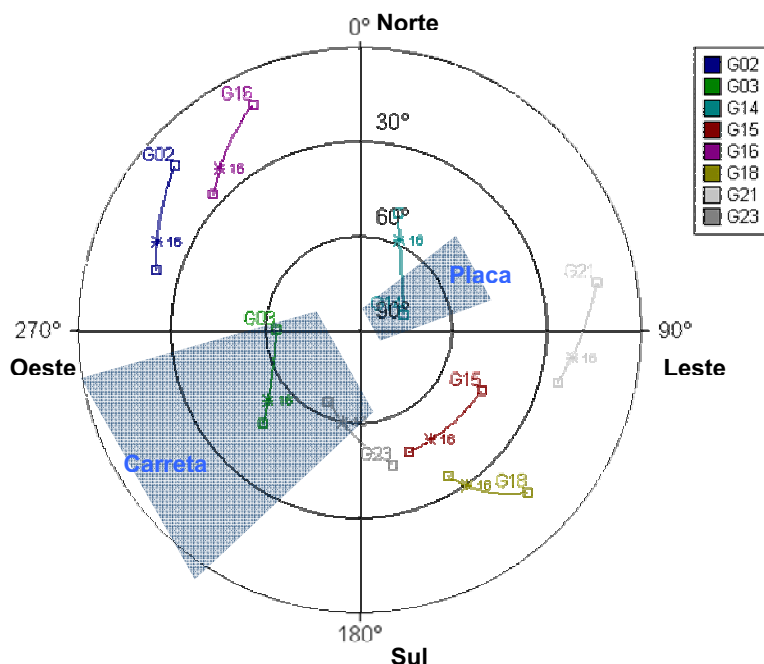 0° Norte
G02
G03
G14
G15
G16
G18
G21
G23
G16
30°
G02
16
60°
16
16
Placa
G21
G03
90°
270°
90°
Oeste
Leste
16
G15
16
Carreta
16
G23
16
G18
180°
Sul